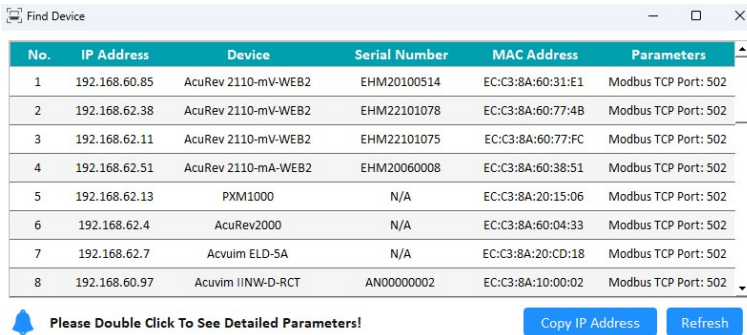 Find Device
No. IP Address Device Serial Number MAC Address Parameters
1 192.168.60.85 AcuRev 2110-mV-WEB2 EHM20100514 EC:C3:8A:60:31:E1 Modbus TCP Port: 502
2 192.168.62.38 AcuRev 2110-mV-WEB2 EHM22101078 EC:C3:8A:60:77:4B Modbus TCP Port: 502
3 192.168.62.11 AcuRev 2110-mV-WEB2 EHM22101075 EC:C3:8A:60:77:FC Modbus TCP Port: 502
4 192.168.62.51 AcuRev 2110-mA-WEB2 EHM20060008 EC:C3:8A:60:38:51 Modbus TCP Port: 502
5 192.168.62.13 PXM1000 N/A EC:C3:8A:20:15:06 Modbus TCP Port: 502
6 192.168.62.4 AcuRev2000 N/A EC:C3:8A:60:04:33 Modbus TCP Port: 502
7 192.168.62.7 Acvuim ELD-5A N/A EC:C3:8A:20:CD:18 Modbus TCP Port: 502
8 192.168.60.97 Acuvim IINW-D-RCT AN00000002 EC:C3:8A:10:00:02 Modbus TCP Port: 502
Please Double Click To See Detailed Parameters! Copy IP Address Refresh